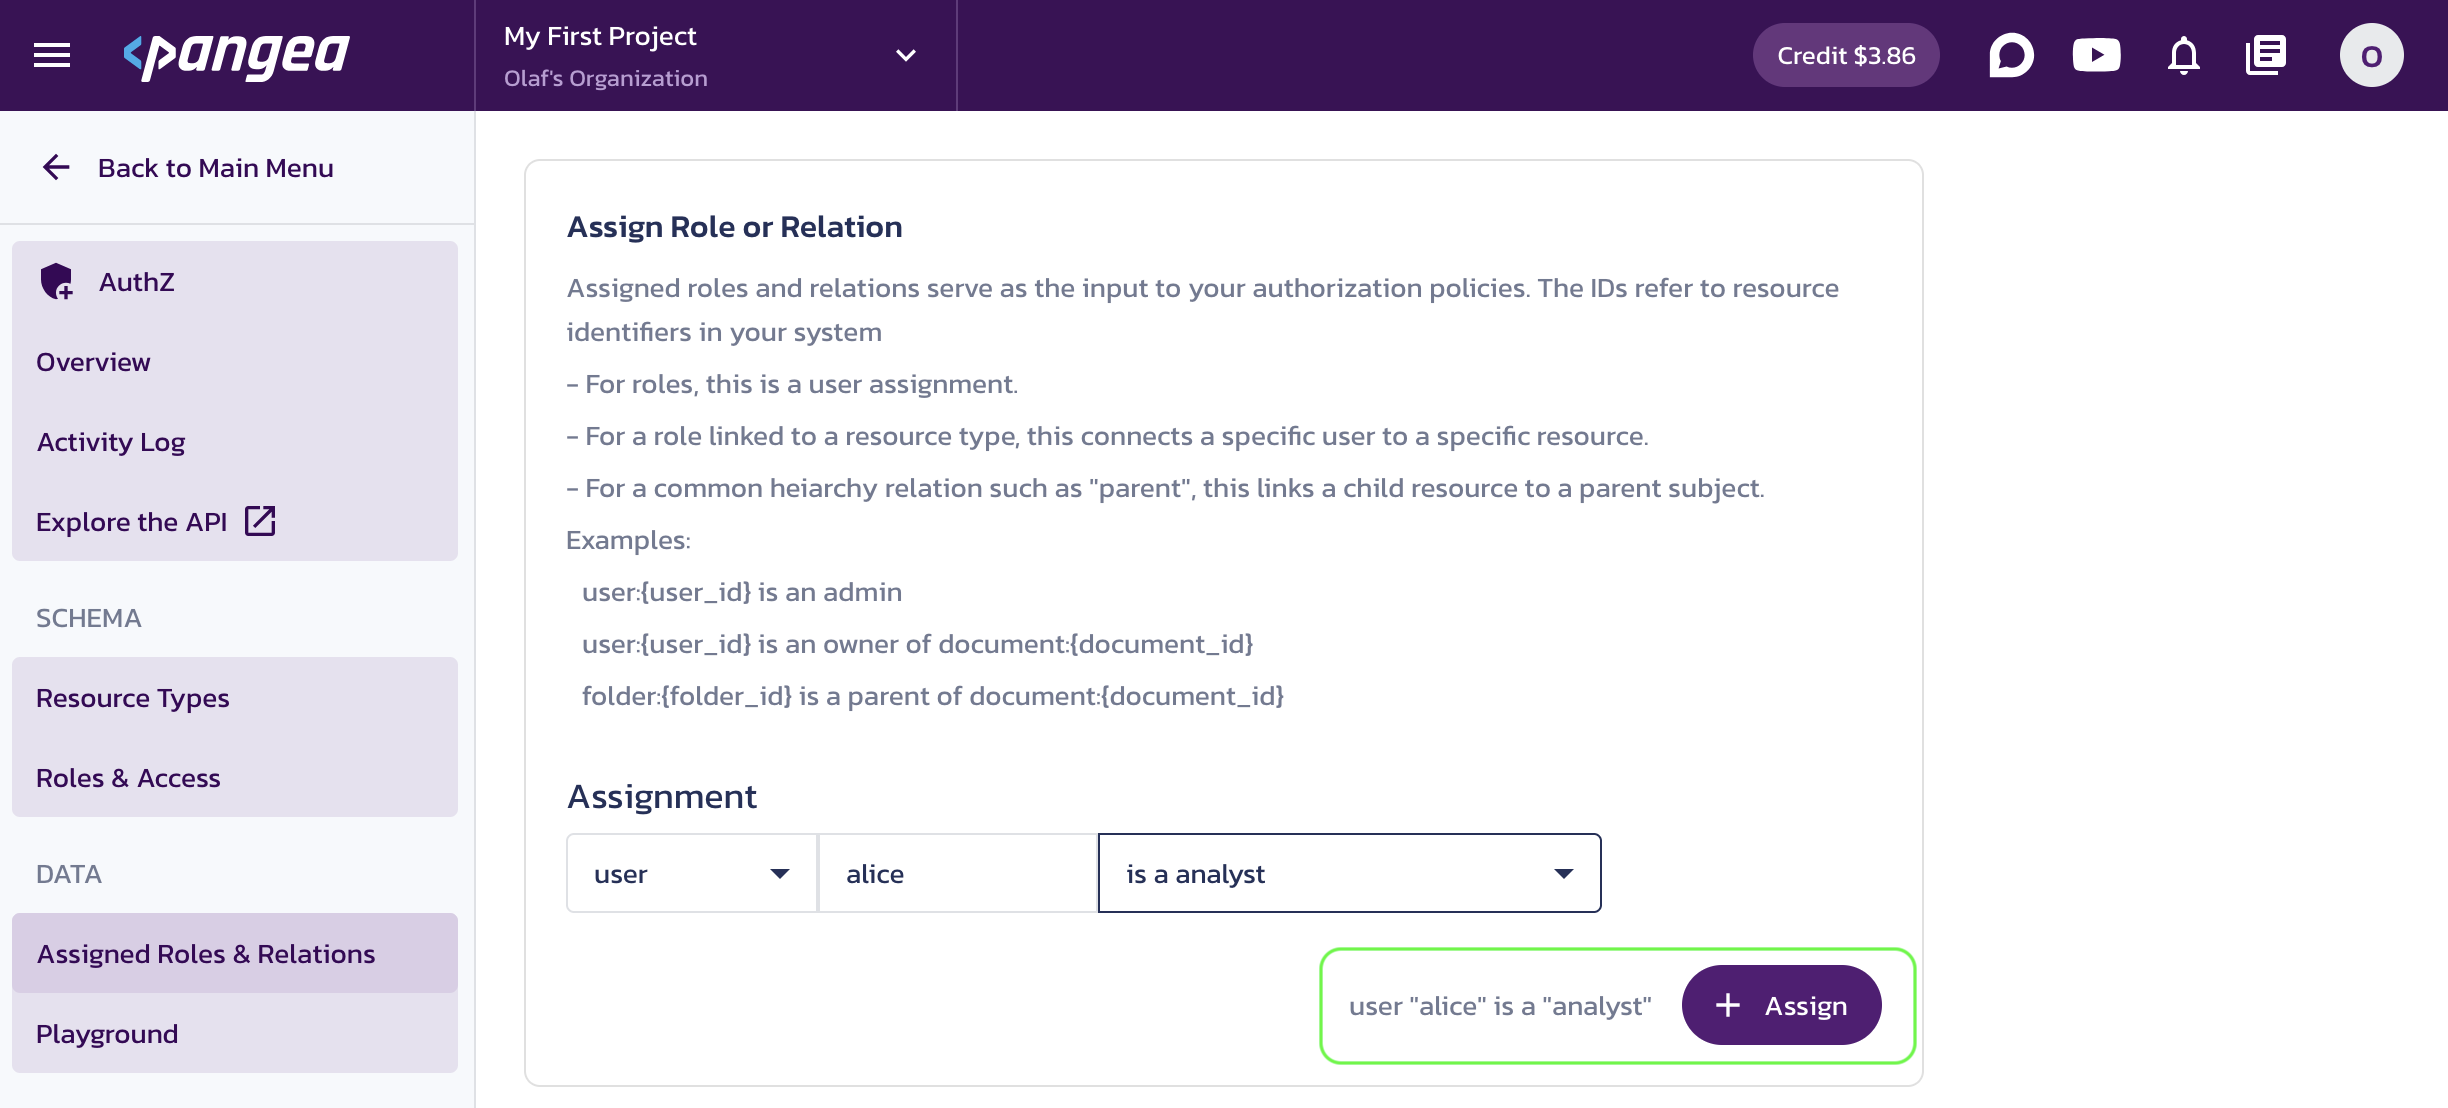 pangea
My First Project
Olaf's Organization
Credit $3.86
O
Back to Main Menu
AuthZ
Overview
Activity Log
Explore the API
SCHEMA
Resource Types
Roles & Access
DATA
Assigned Roles & Relations
Playground
Assign Role or Relation
Assigned roles and relations serve as the input to your authorization policies. The IDs refer to resource
identifiers in your system
- For roles, this is a user assignment.
- For a role linked to a resource type, this connects a specific user to a specific resource.
- For a common heiarchy relation such as "parent", this links a child resource to a parent subject.
Examples:
user:{user_id} is an admin
user:{user_id} is an owner of document:{document_id}
folder:{folder_id} is a parent of document:{document_id}
Assignment
user alice is a analyst
user "alice" is a "analyst" + Assign